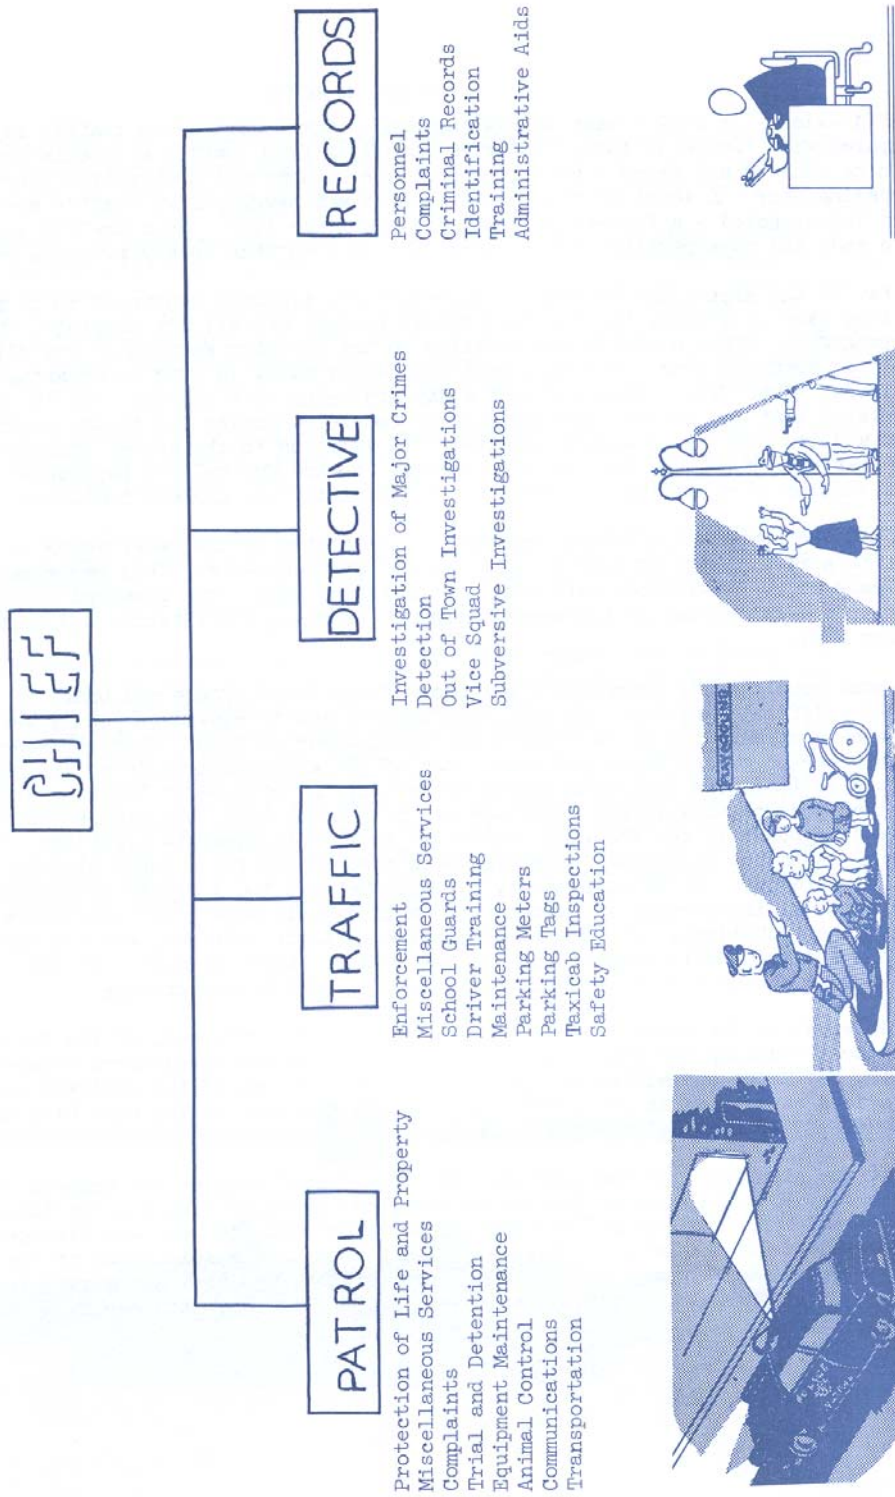 CHIEF
PATROL
Protection of Life and Property
Miscellaneous Services
Complaints
Trial and Detention
Equipment Maintenance
Animal Control
Communications
Transportation
TRAFFIC
Enforcement
Miscellaneous Services
School Guards
Driver Training
Maintenance
Parking Meters
Parking Tags
Taxicab Inspections
Safety Education
DETECTIVE
Investigation of Major Crimes
Detection
Out of Town Investigations
Vice Squad
Subversive Investigations
RECORDS
Personnel
Complaints
Criminal Records
Identification
Training
Administrative Aids